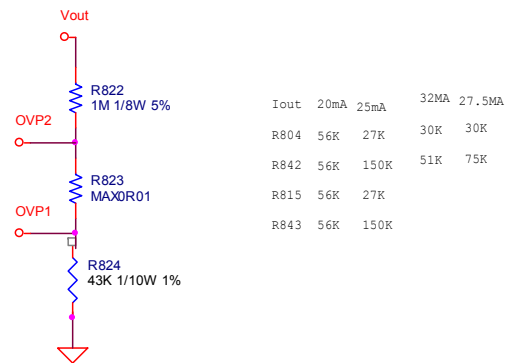 Vout
R822
1M 1/8W 5%
OVP2
R823
MAX0R01
OVP1
R824
43K 1/10W 1%
Iout 20mA 25mA 32MA 27.5MA
R804 56K 27K 30K 30K
R842 56K 150K 51K 75K
R815 56K 27K
R843 56K 150K